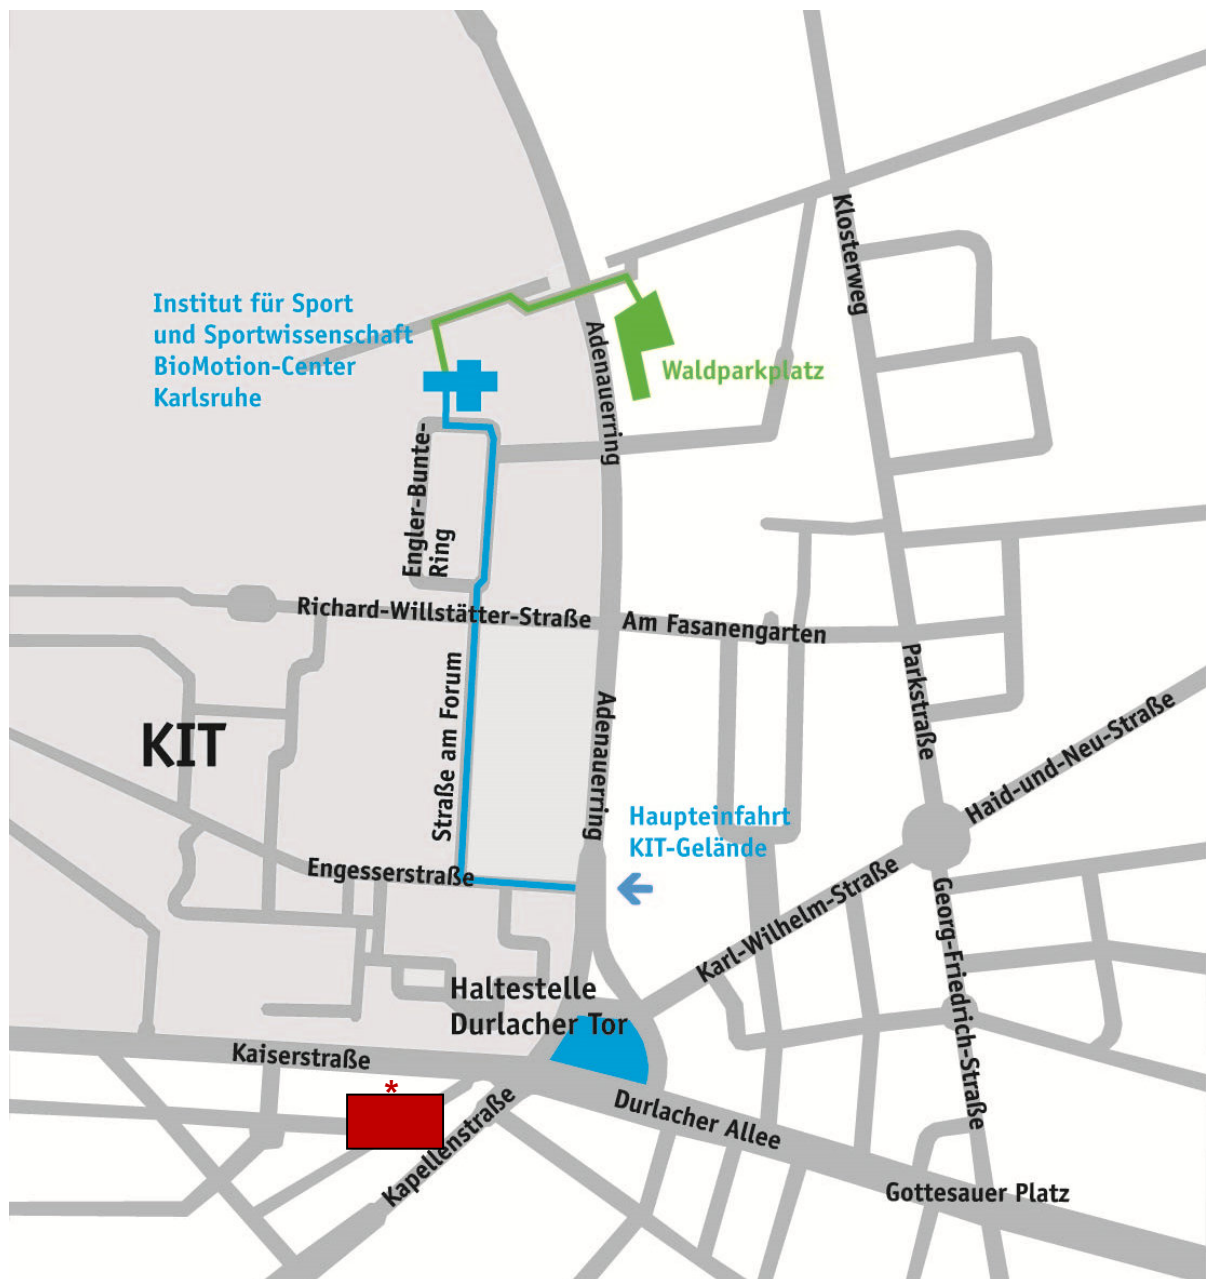 Klosterweg
Institut für Sport
und Sportwissenschaft
BioMotion-Center
Karlsruhe
Adenauerring
Waldparkplatz
Engler-Bunte-
Ring
Richard-Willstätter-Straße
Am Fasanengarten
Straße am Forum
Adenauerring
Parkstraße
KIT
Haid-und-Neu-Straße
Haupteinfahrt
KIT-Gelände
Engesserstraße
Karl-Wilhelm-Straße
Georg-Friedrich-Straße
Haltestelle
Durlacher Tor
Kaiserstraße
*
Kapellenstraße
Durlacher Allee
Gottesauer Platz